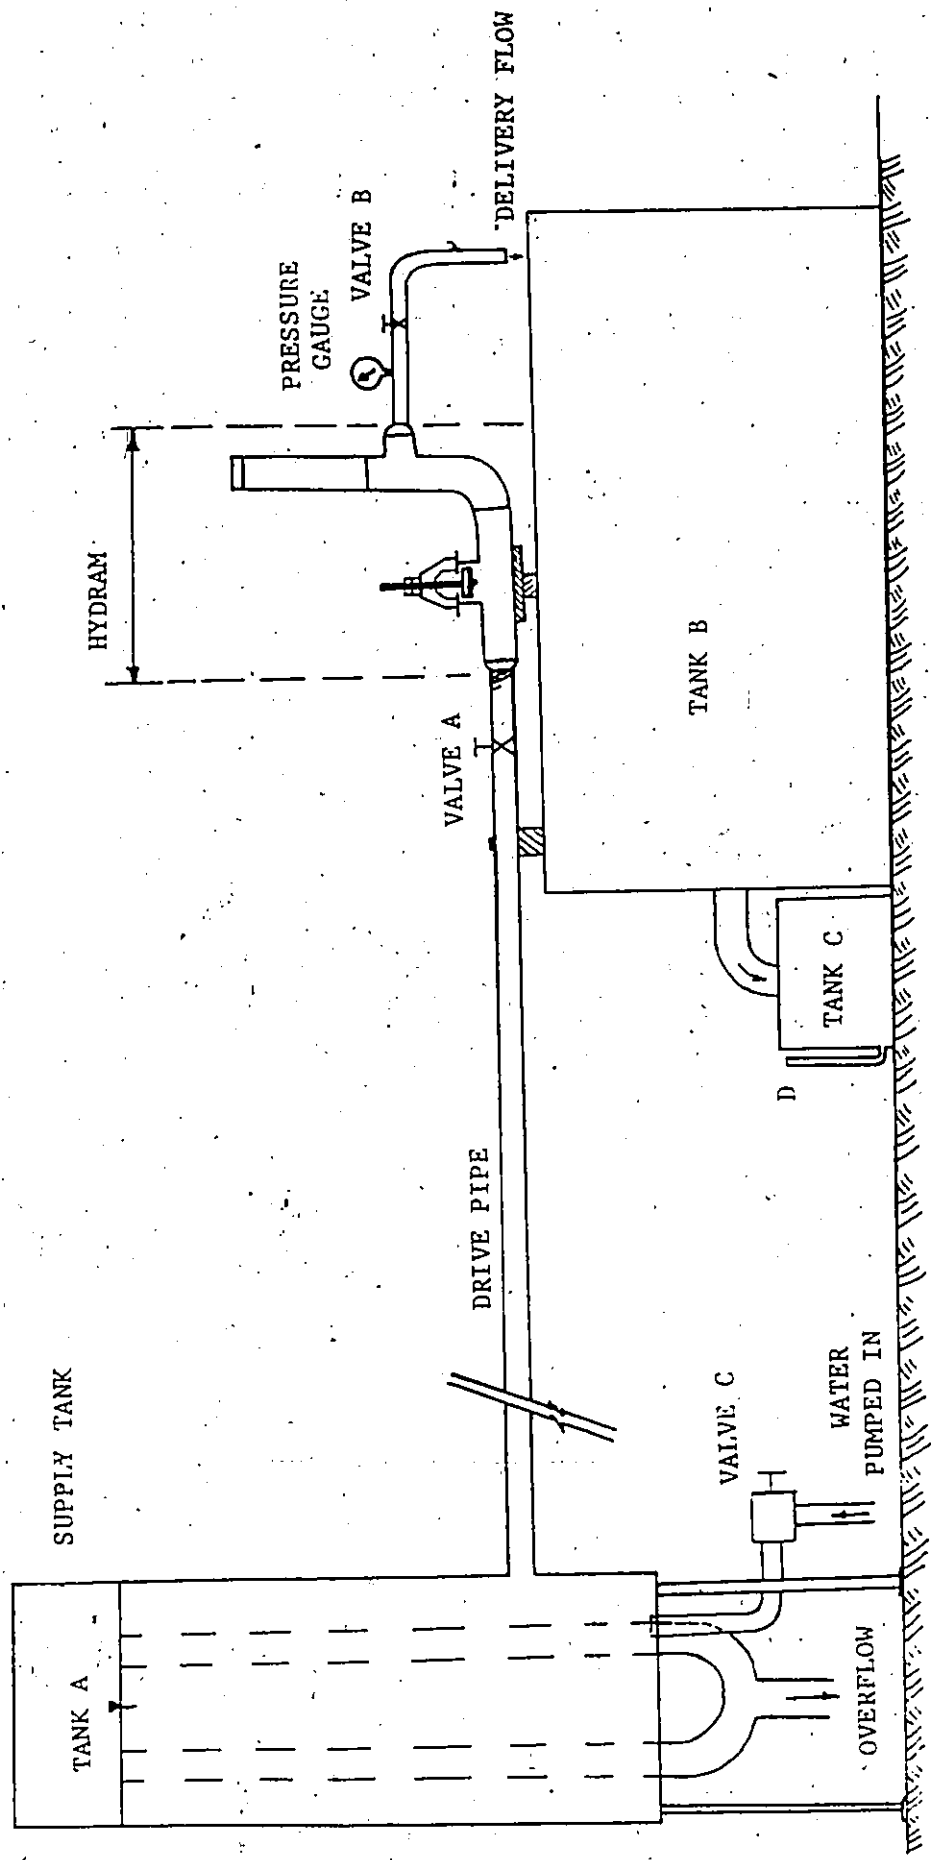 SUPPLY TANK
TANK A
HYDRAM
PRESSURE
GAUGE
VALVE B
DELIVERY FLOW
VALVE A
DRIVE PIPE
TANK B
TANK C
D
VALVE C
WATER
PUMPED IN
OVERFLOW